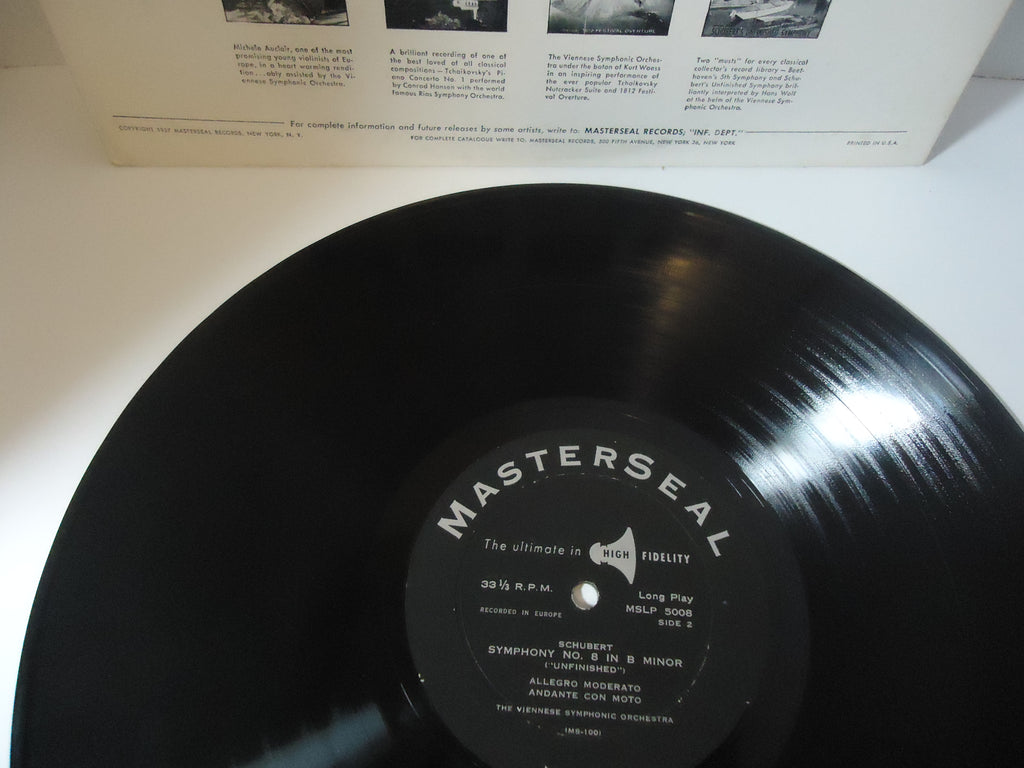 Michele Auclair, one of the most
promising young violinists of Eu-
rope, in a heart warming rendi-
tion . . . ably assisted by the Vi-
ennese Symphonic Orchestra.
A brilliant recording of one of
the best loved of all classical
compositions — Tchaikovsky's Pi-
ano Concerto No. 1 performed
by Conrad Hanson with the world
famous Rias Symphony Orchestra.
The Viennese Symphonic Orches-
tra under the baton of Kurt Woess
in an inspiring performance of
the ever popular Tchaikovsky
Nutcracker Suite and 1812 Festi-
val Overture.
Two "musts" for every classical
collector's record library — Beet-
hoven's 5th Symphony and Schu-
bert's Unfinished Symphony bril-
liantly interpreted by Hans Wolf
at the helm of the Viennese Sym-
phonic Orchestra.
For complete information and future releases by same artists, write to: MASTERSEAL RECORDS, "INF. DEPT."
COPYRIGHT 1957 MASTERSEAL RECORDS, NEW YORK, N. Y.
FOR COMPLETE CATALOGUE WRITE TO: MASTERSEAL RECORDS, 500 FIFTH AVENUE, NEW YORK 36, NEW YORK
PRINTED IN U.S.A.
MASTERSEAL
The ultimate in HIGH FIDELITY
33⅓ R.P.M.
RECORDED IN EUROPE
Long Play
MSLP 5008
SIDE 2
SCHUBERT
SYMPHONY NO. 8 IN B MINOR
("UNFINISHED")
ALLEGRO MODERATO
ANDANTE CON MOTO
THE VIENNESE SYMPHONIC ORCHESTRA
(MS-100)